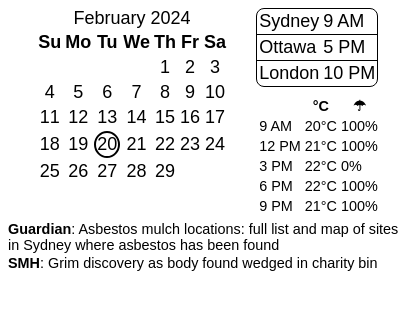 February 2024
Su Mo Tu We Th Fr Sa
1 2 3
4 5 6 7 8 9 10
11 12 13 14 15 16 17
18 19 20 21 22 23 24
25 26 27 28 29
Sydney 9 AM
Ottawa 5 PM
London 10 PM
°C ☂
9 AM 20°C 100%
12 PM 21°C 100%
3 PM 22°C 0%
6 PM 22°C 100%
9 PM 21°C 100%
Guardian: Asbestos mulch locations: full list and map of sites
in Sydney where asbestos has been found
SMH: Grim discovery as body found wedged in charity bin